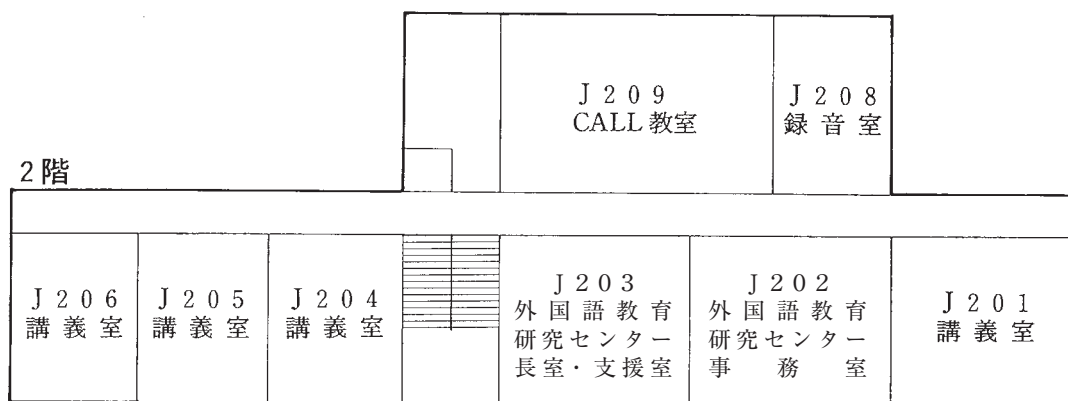 J209
CALL教室
J208
録音室
2階
J206
講義室
J205
講義室
J204
講義室
J203
外国語教育
研究センター
長室・支援室
J202
外国語教育
研究センター
事務室
J201
講義室